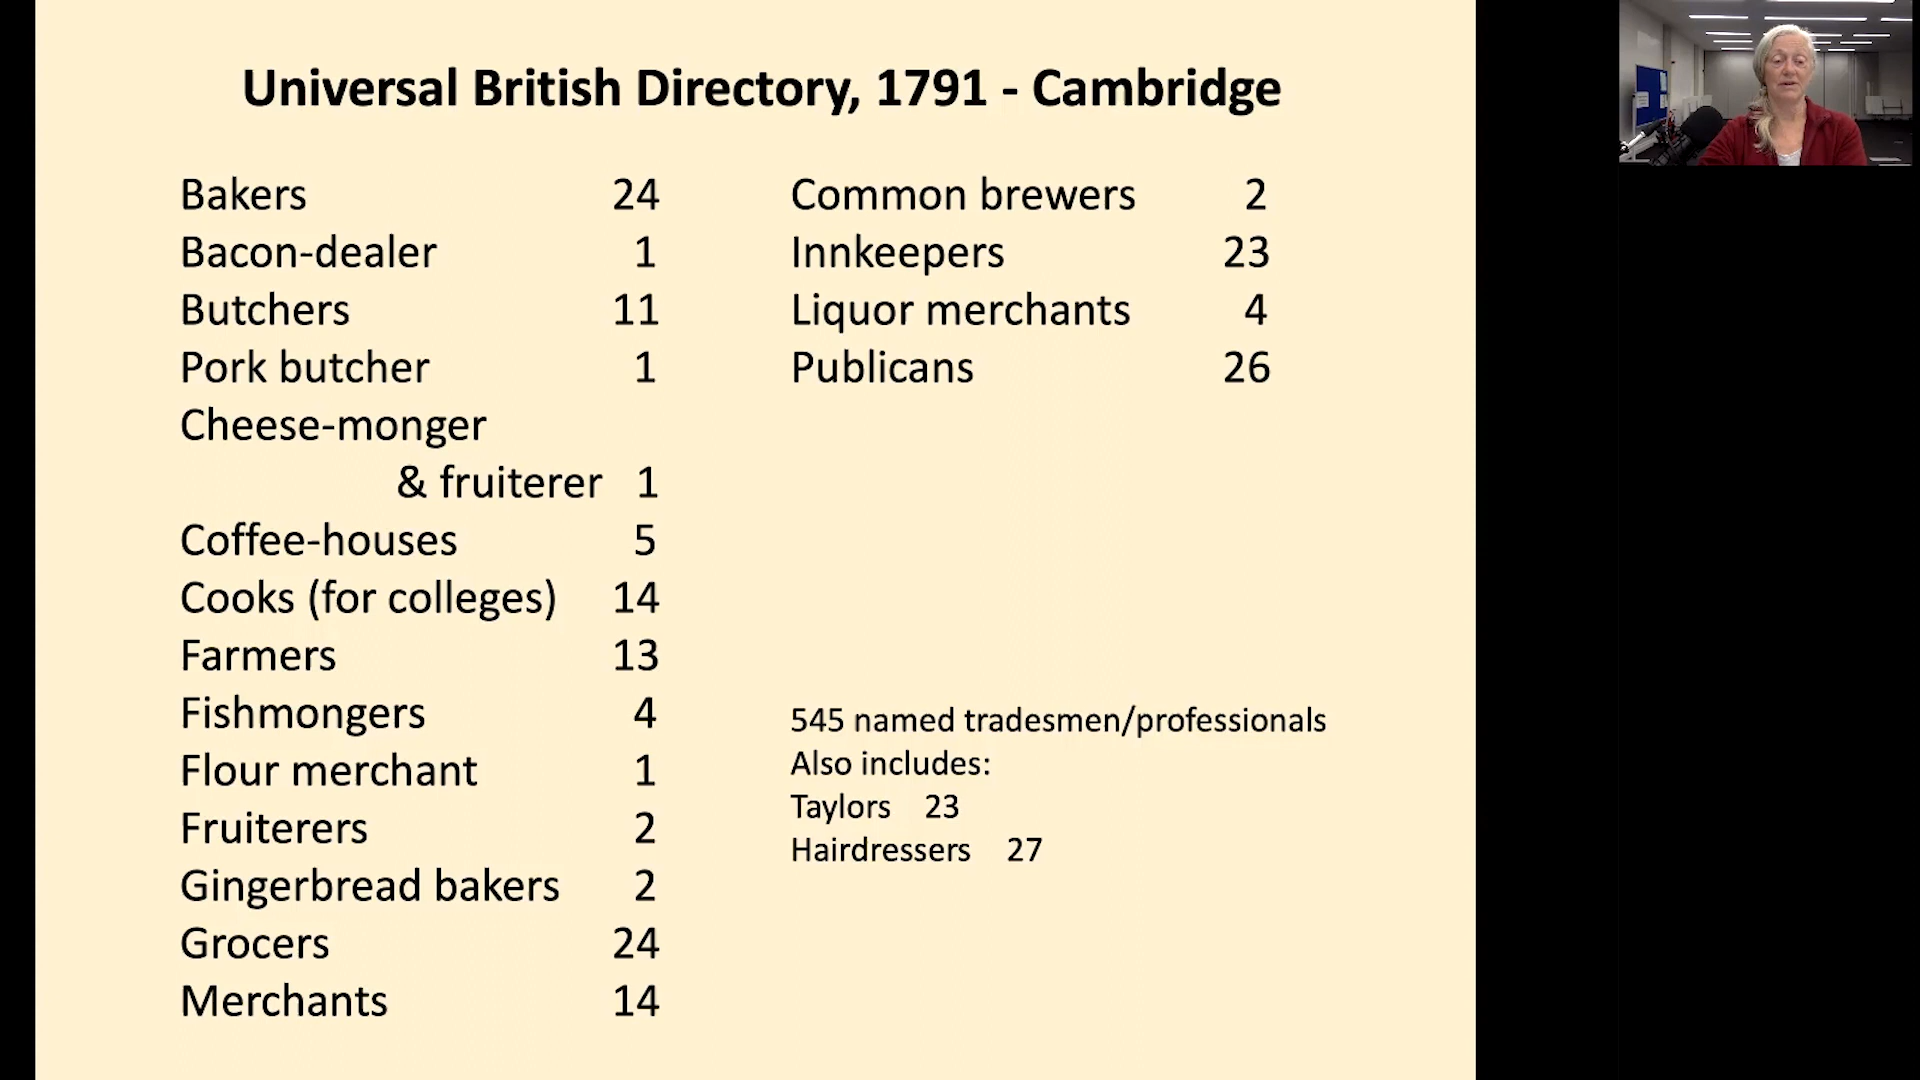 Universal British Directory, 1791 - Cambridge
Bakers 24
Bacon-dealer 1
Butchers 11
Pork butcher 1
Cheese-monger
& fruiterer 1
Coffee-houses 5
Cooks (for colleges) 14
Farmers 13
Fishmongers 4
Flour merchant 1
Fruiterers 2
Gingerbread bakers 2
Grocers 24
Merchants 14
Common brewers 2
Innkeepers 23
Liquor merchants 4
Publicans 26
545 named tradesmen/professionals
Also includes:
Taylors 23
Hairdressers 27